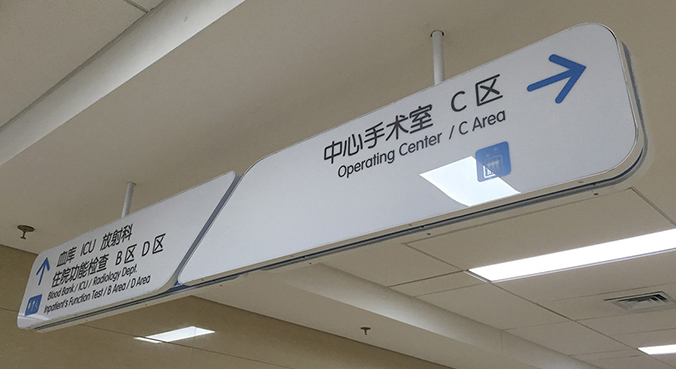 血库 ICU 放射科
住院功能检查 B区 D区
Blood Bank / ICU / Radiology Dept.
Inpatient's Function Test / B Area / D Area
中心手术室 C区
Operating Center / C Area